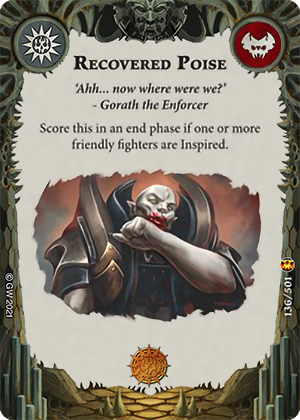 RECOVERED POISE
'Ahh... now where were we?'
- Gorath the Enforcer
Score this in an end phase if one or more
friendly fighters are Inspired.
© GW 2021
136/501